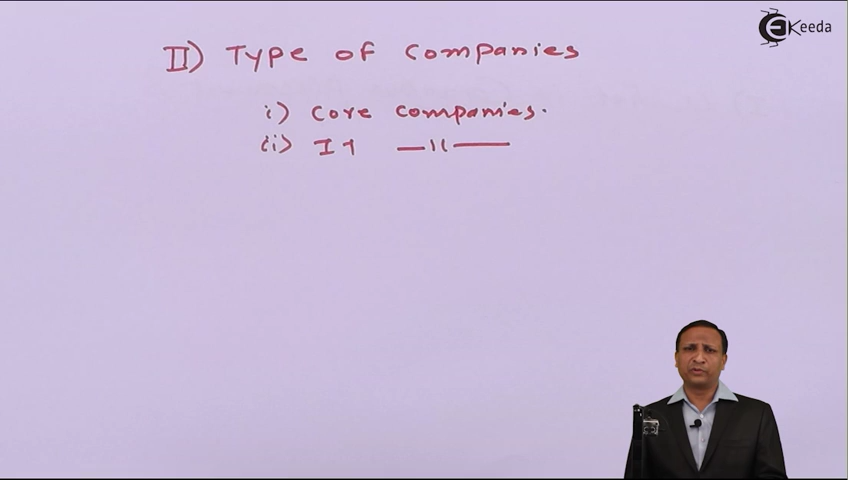 EKeeda
II) Type of Companies
i) Core Companies.
(ii) IT —〃—